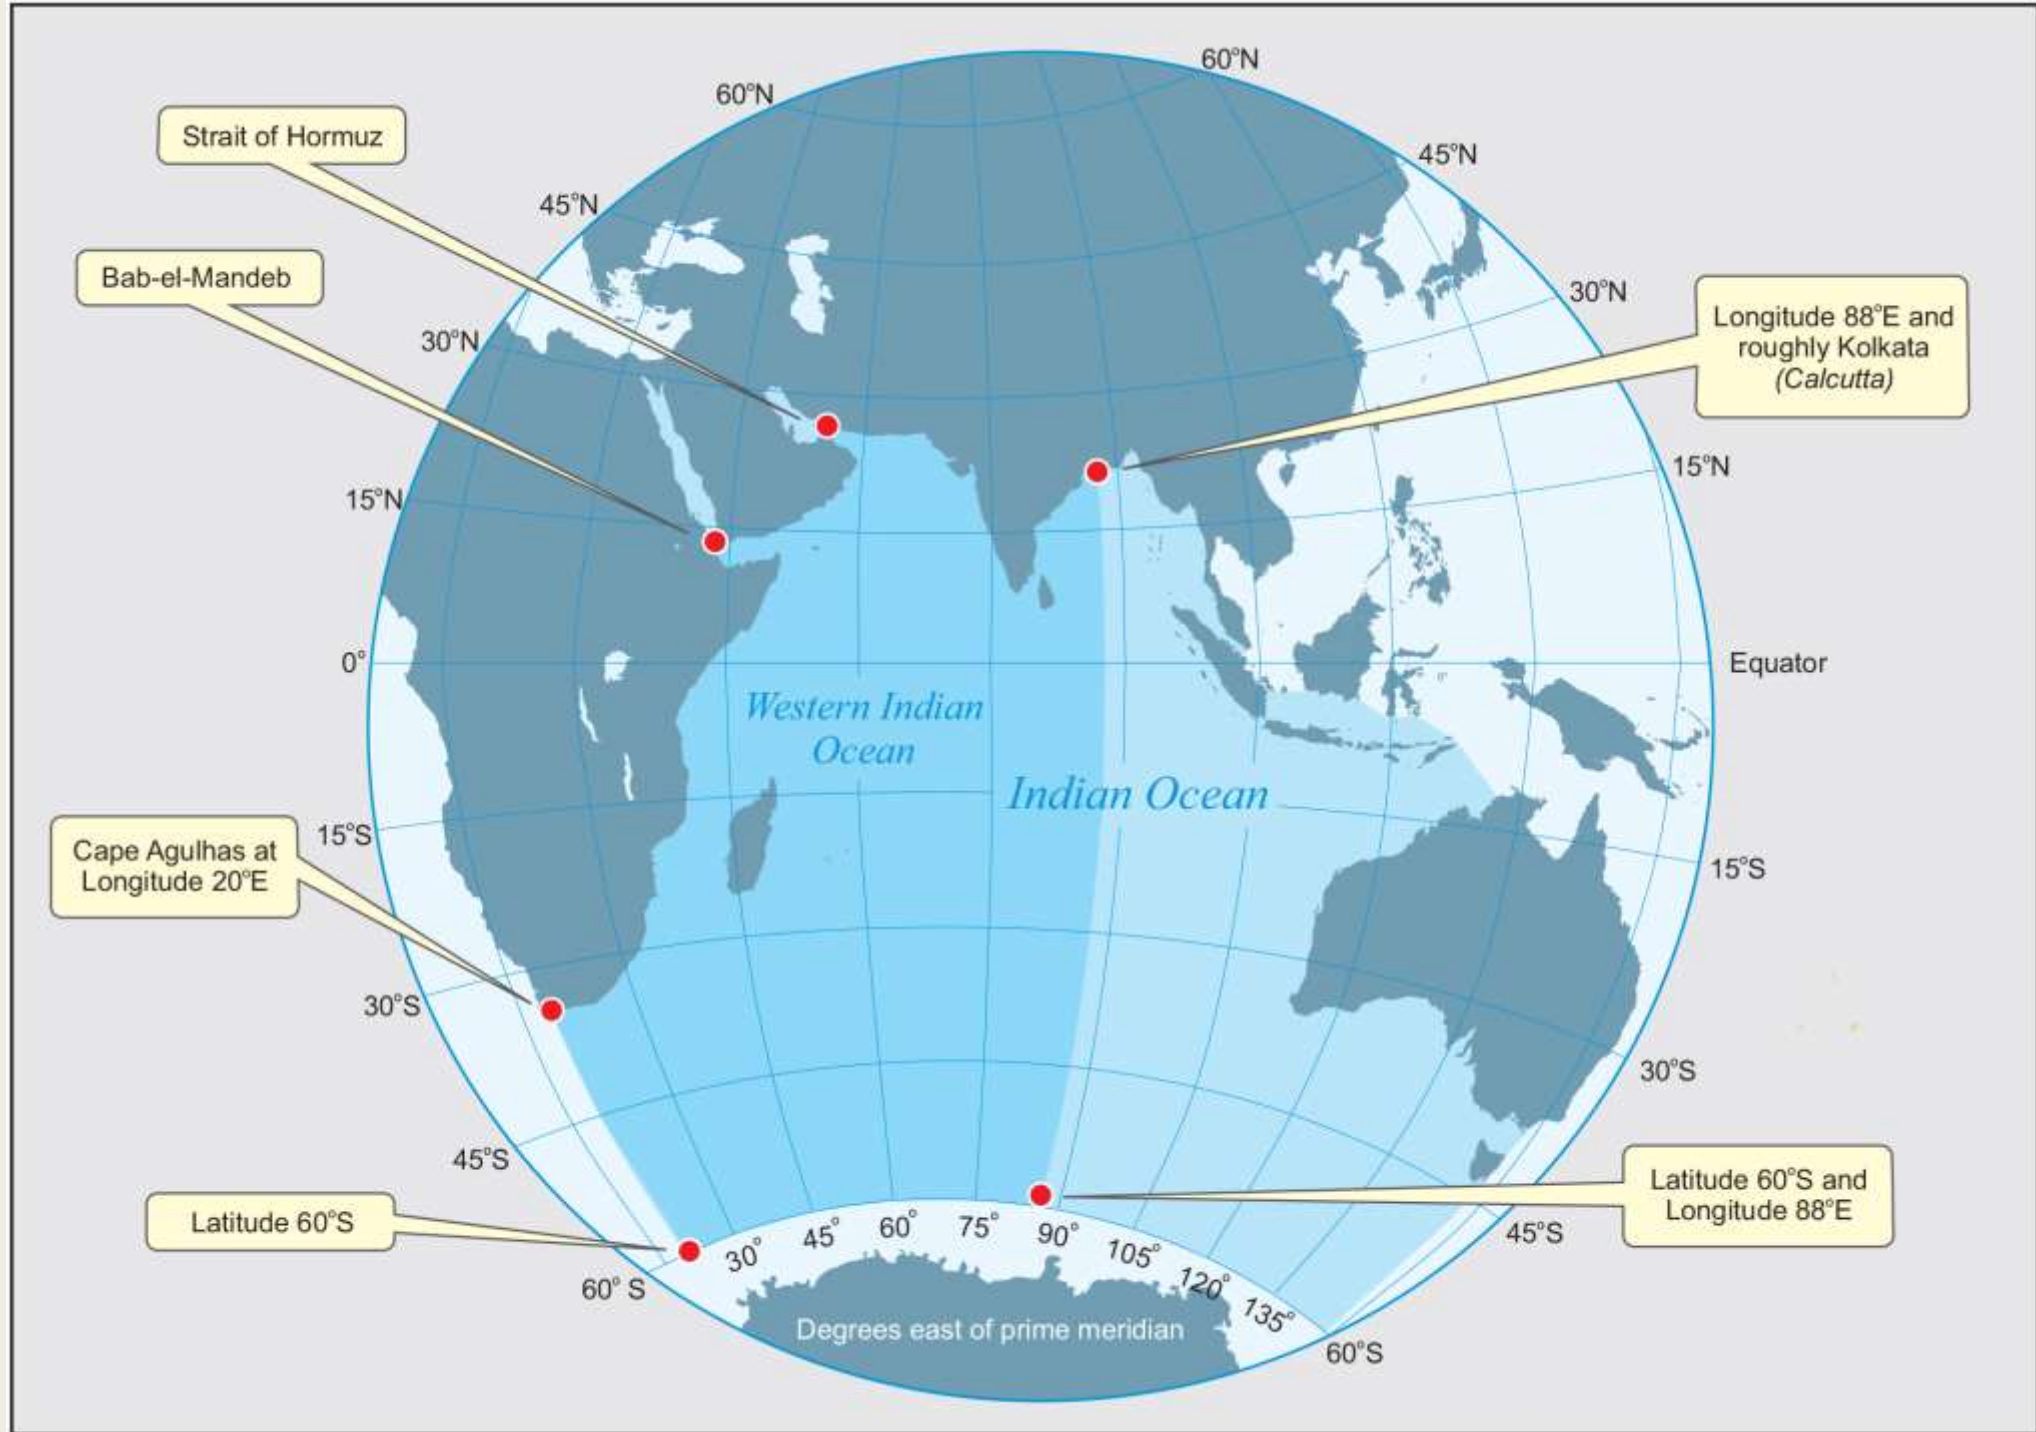 60°N
60°N
Strait of Hormuz
45°N
45°N
Bab-el-Mandeb
30°N
30°N
Longitude 88°E and
roughly Kolkata
(Calcutta)
15°N
15°N
0°
Equator
Western Indian
Ocean
Indian Ocean
15°S
15°S
Cape Agulhas at
Longitude 20°E
30°S
30°S
45°S
Latitude 60°S and
Longitude 88°E
Latitude 60°S
45°S
30°
45°
60°
75°
90°
105°
120°
135°
60° S
Degrees east of prime meridian
60°S